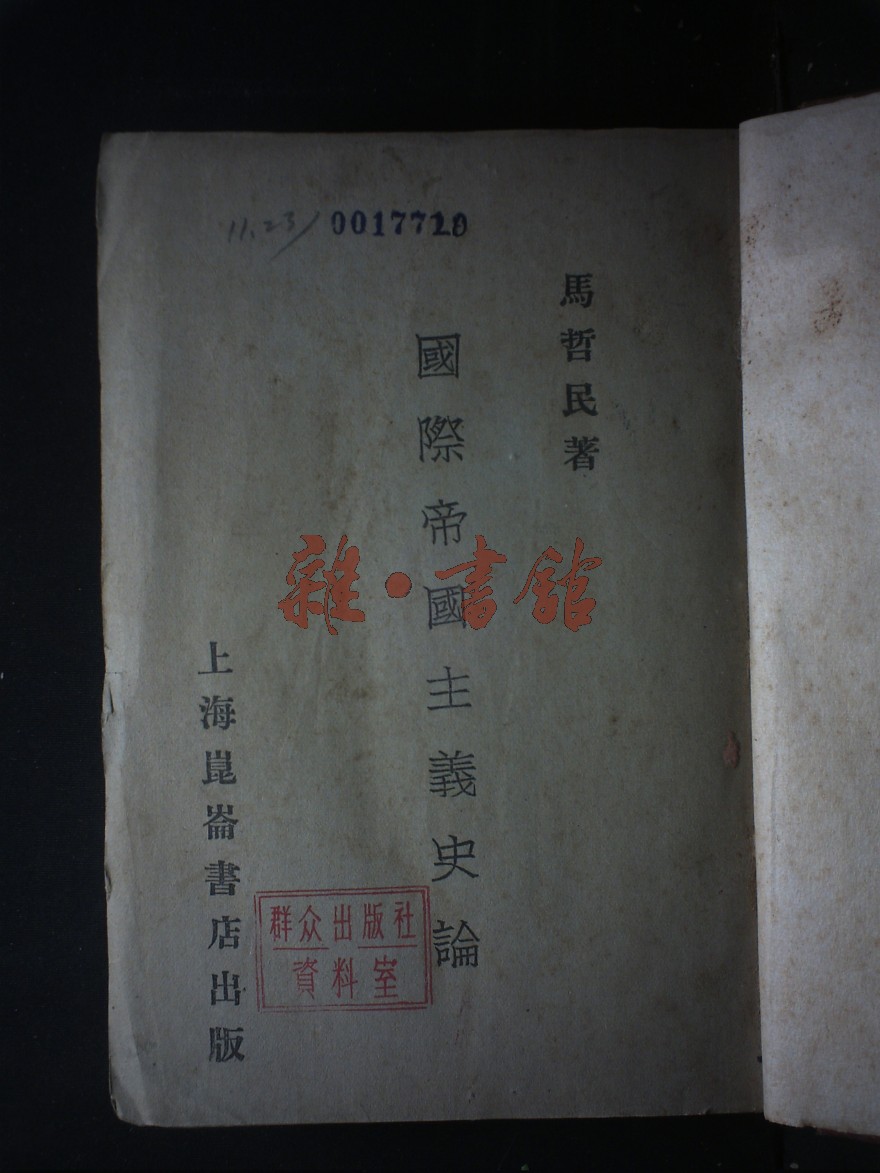 11.23/ 0017710
馬哲民著
國際帝國主義史論
上海崑崙書店出版
群众出版社
資料室
雜·書館